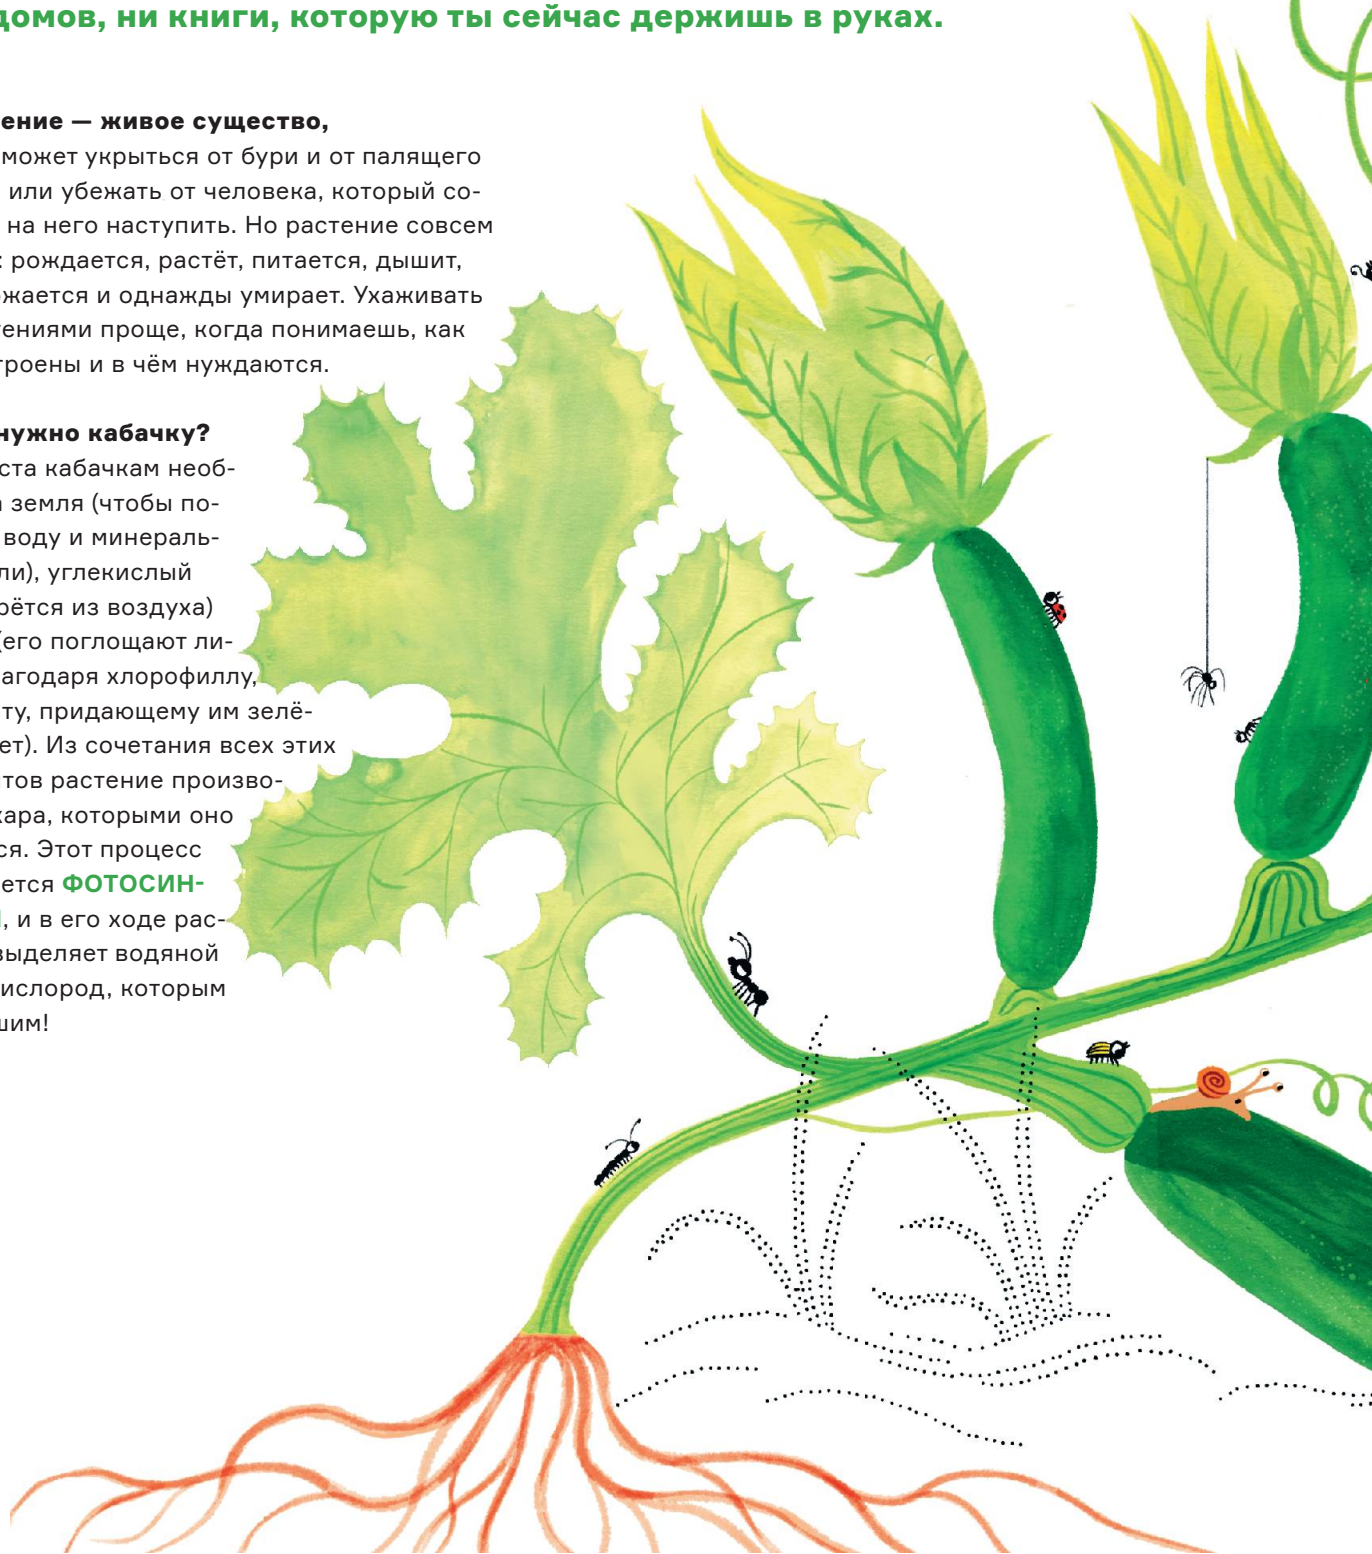 домов, ни книги, которую ты сейчас держишь в руках.
ение — живое существо,
может укрыться от бури и от палящего
или убежать от человека, который со-
на него наступить. Но растение совсем
: рождается, растёт, питается, дышит,
жается и однажды умирает. Ухаживать
ениями проще, когда понимаешь, как
троены и в чём нуждаются.
нужно кабачку?
ста кабачкам необ-
земля (чтобы по-
воду и минераль-
ли), углекислый
рётся из воздуха)
(его поглощают ли-
агодаря хлорофиллу,
ту, придающему им зелё-
ет). Из сочетания всех этих
тов растение произво-
хара, которыми оно
ся. Этот процесс
ется ФОТОСИН-
, и в его ходе рас-
выделяет водяной
ислород, которым
шим!